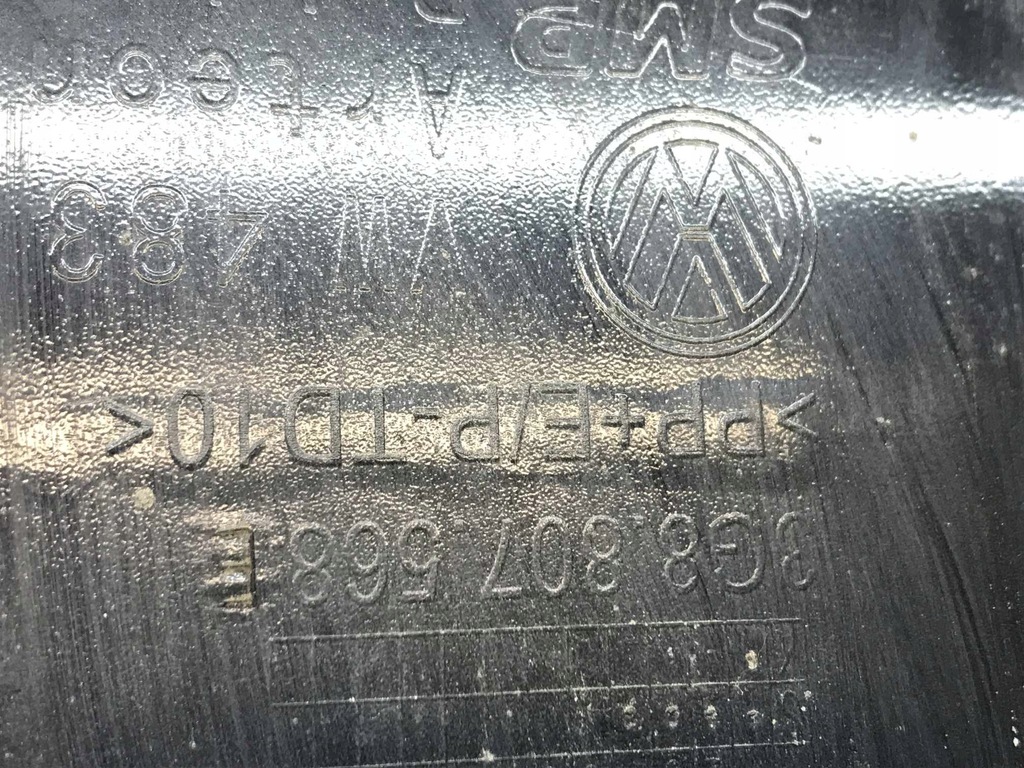 3G8.807.568.E
>PP+E/P-TD10<
VW 483
Arteon
SMP